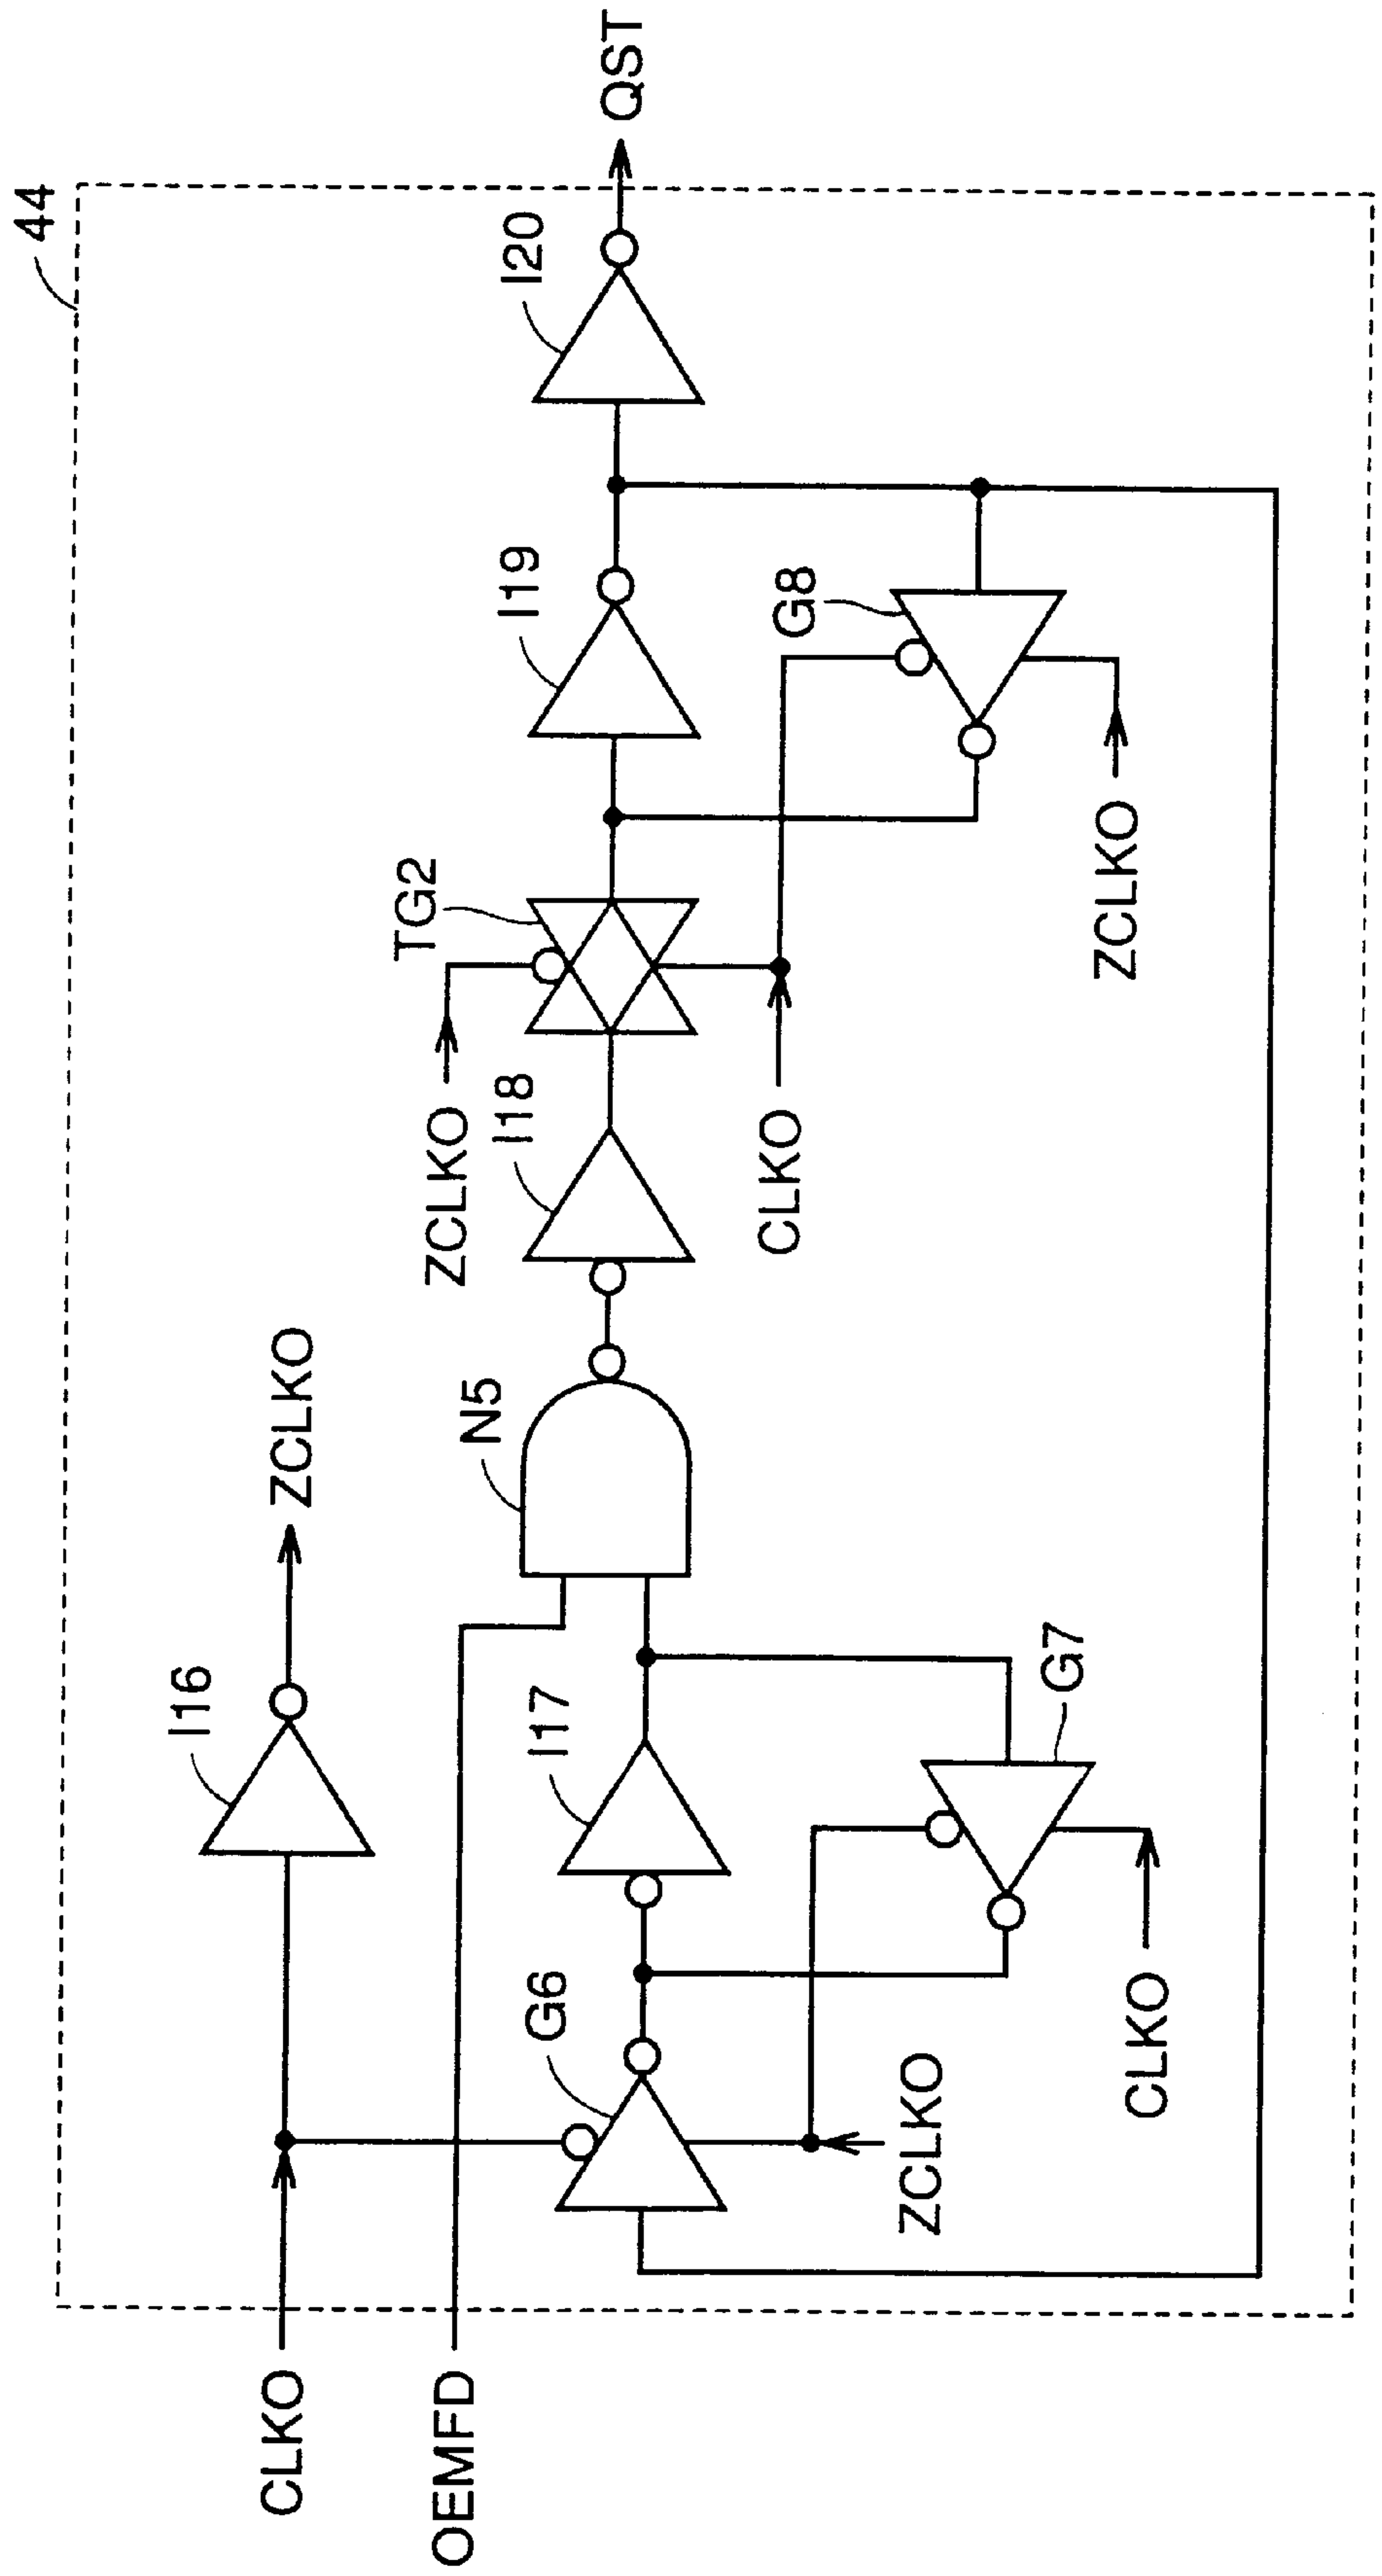 44
CLKO
I16
ZCLKO
OEMFD
G6
I17
N5
ZCLKO
I18
TG2
I19
I20
QST
ZCLKO
CLKO
G7
CLKO
G8
ZCLKO